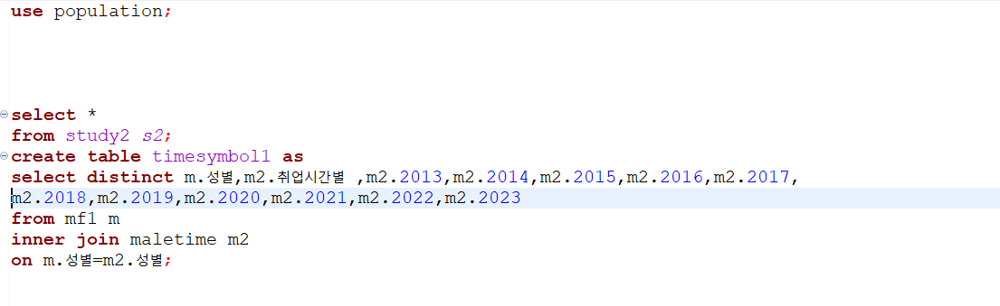 use population;
select *
from study2 s2;
create table timesymbol1 as
select distinct m.성별,m2.취업시간별 ,m2.2013,m2.2014,m2.2015,m2.2016,m2.2017,
m2.2018,m2.2019,m2.2020,m2.2021,m2.2022,m2.2023
from mf1 m
inner join maletime m2
on m.성별=m2.성별;